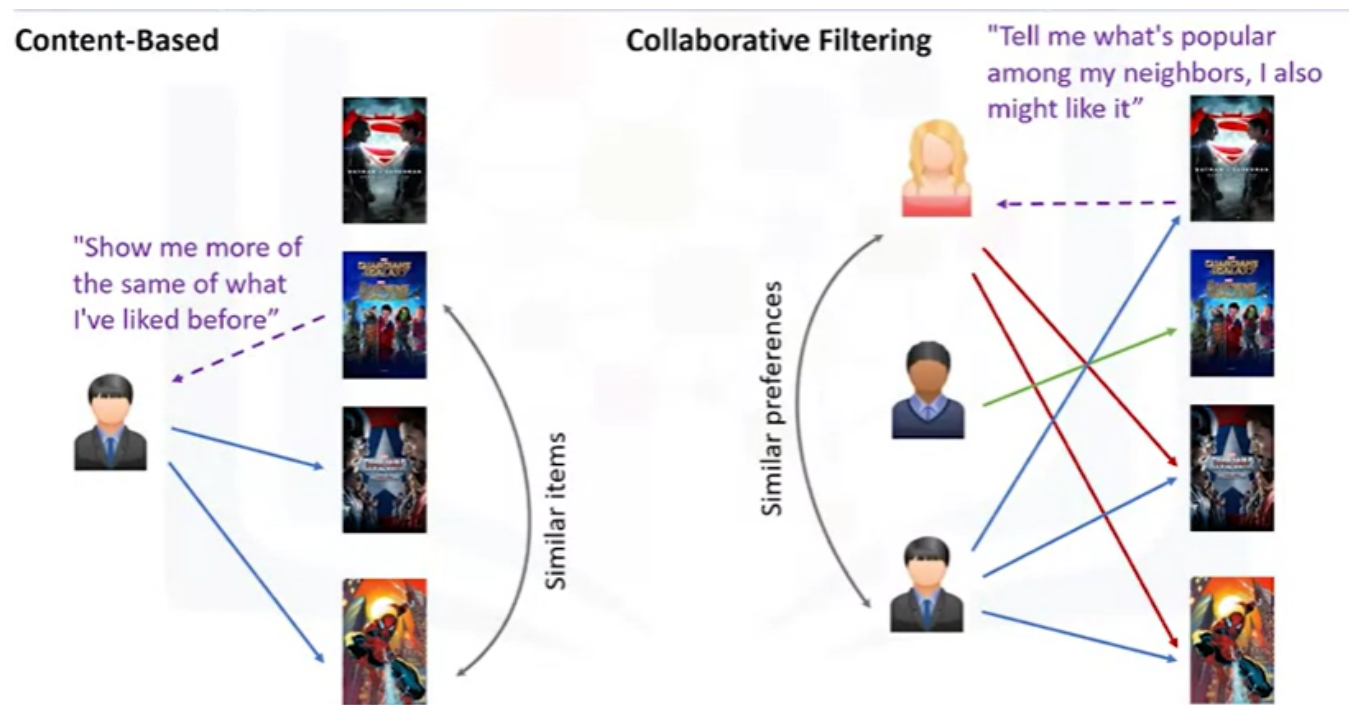 Content-Based
"Show me more of
the same of what
I've liked before”
Similar items
Collaborative Filtering
"Tell me what's popular
among my neighbors, I also
might like it”
Similar preferences